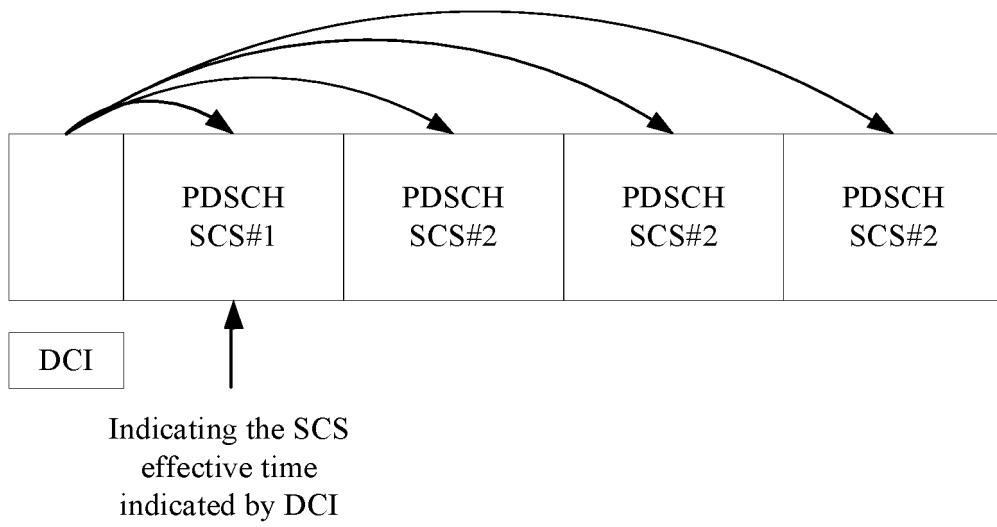 PDSCH
SCS#1
PDSCH
SCS#2
PDSCH
SCS#2
PDSCH
SCS#2
DCI
Indicating the SCS
effective time
indicated by DCI